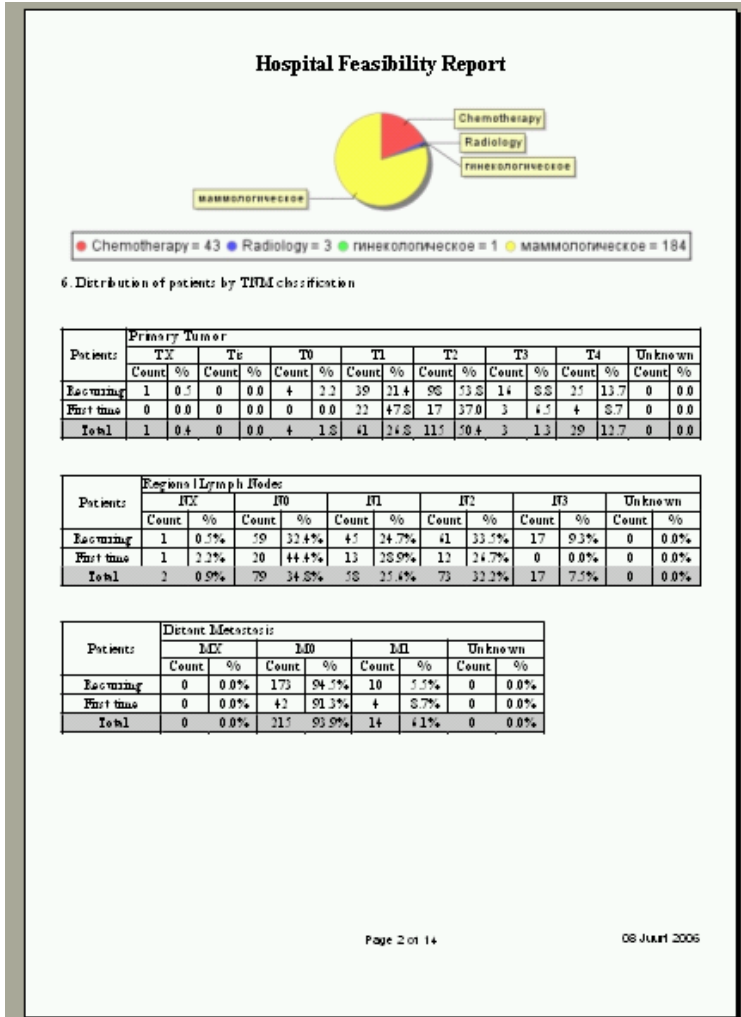 Hospital Feasibility Report
Chemotherapy
Radiology
гинекологическое
маммологическое
Chemotherapy = 43 Radiology = 3 гинекологическое = 1 маммологическое = 184
6. Distribution of patients by TNM classification
Primary Tumor
Patients TX Tis T0 T1 T2 T3 T4 Unknown
Count % Count % Count % Count % Count % Count % Count % Count %
Recurring 1 0.5 0 0.0 4 2.2 39 21.4 98 53.8 16 8.8 25 13.7 0 0.0
First time 0 0.0 0 0.0 0 0.0 22 47.8 17 37.0 3 6.5 4 8.7 0 0.0
Total 1 0.4 0 0.0 4 1.8 61 26.8 115 50.4 3 1.3 29 12.7 0 0.0
Regional Lymph Nodes
Patients NX N0 N1 N2 N3 Unknown
Count % Count % Count % Count % Count % Count %
Recurring 1 0.5% 59 32.4% 45 24.7% 61 33.5% 17 9.3% 0 0.0%
First time 1 2.2% 20 44.4% 13 28.9% 12 26.7% 0 0.0% 0 0.0%
Total 2 0.9% 79 34.8% 58 25.6% 73 32.2% 17 7.5% 0 0.0%
Distant Metastasis
Patients MX M0 M1 Unknown
Count % Count % Count % Count %
Recurring 0 0.0% 173 94.5% 10 5.5% 0 0.0%
First time 0 0.0% 42 91.3% 4 8.7% 0 0.0%
Total 0 0.0% 215 93.9% 14 6.1% 0 0.0%
Page 2 of 14
08 2006